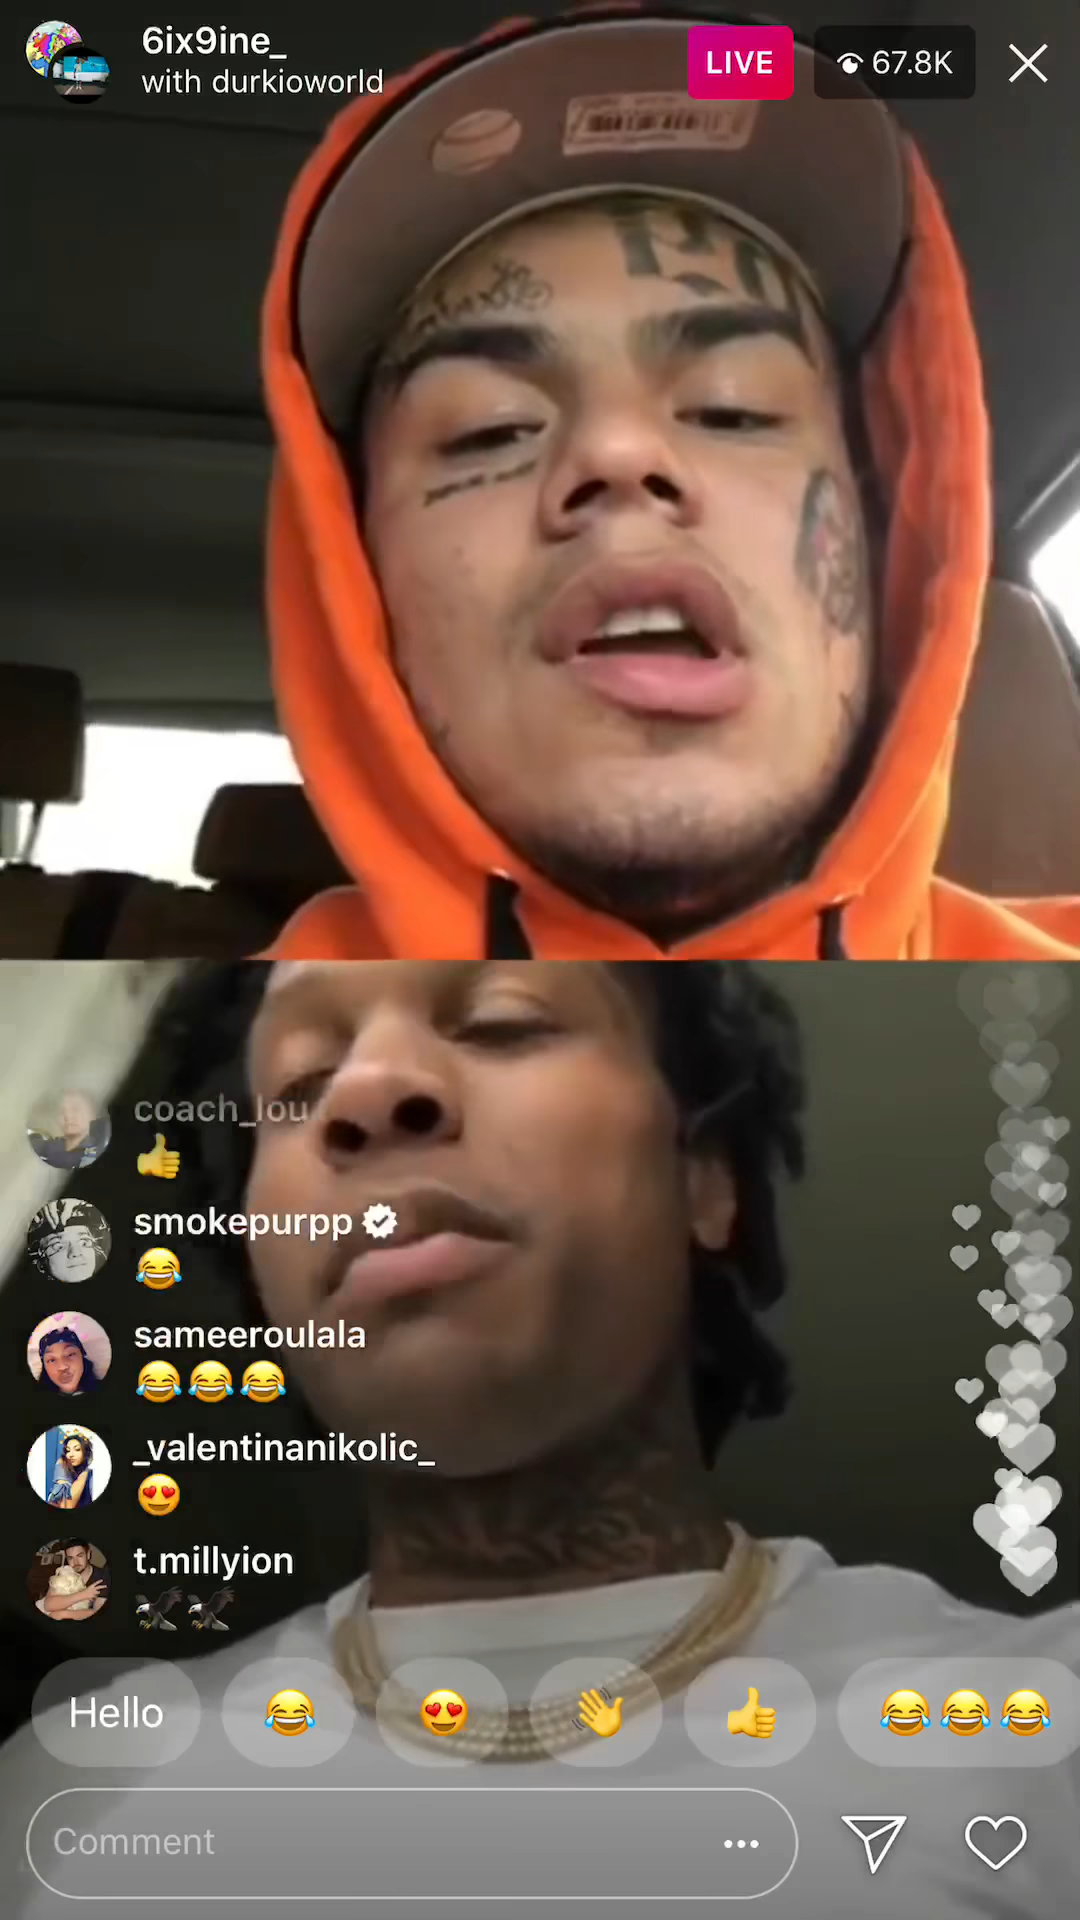 6ix9ine_
with durkioworld
LIVE
67.8K
coach_lou
smokepurpp
sameeroulala
_valentinanikolic_
t.millyion
Hello
Comment